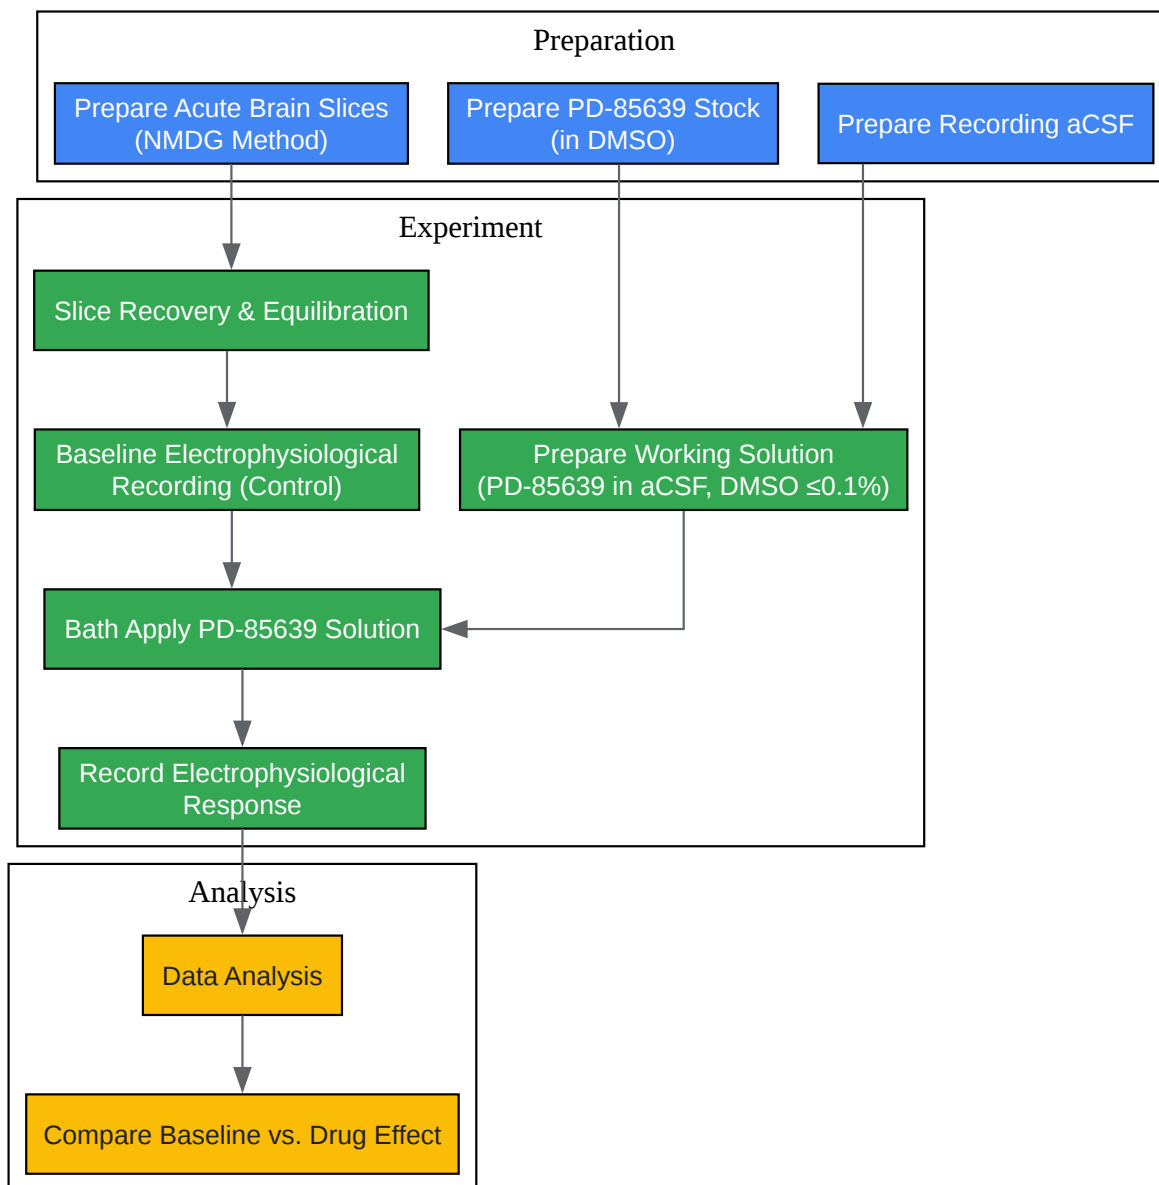 Preparation
Prepare Acute Brain Slices
(NMDG Method)
Prepare PD-85639 Stock
(in DMSO)
Prepare Recording aCSF
Experiment
Slice Recovery & Equilibration
Baseline Electrophysiological
Recording (Control)
Prepare Working Solution
(PD-85639 in aCSF, DMSO ≤0.1%)
Bath Apply PD-85639 Solution
Record Electrophysiological
Response
Analysis
Data Analysis
Compare Baseline vs. Drug Effect